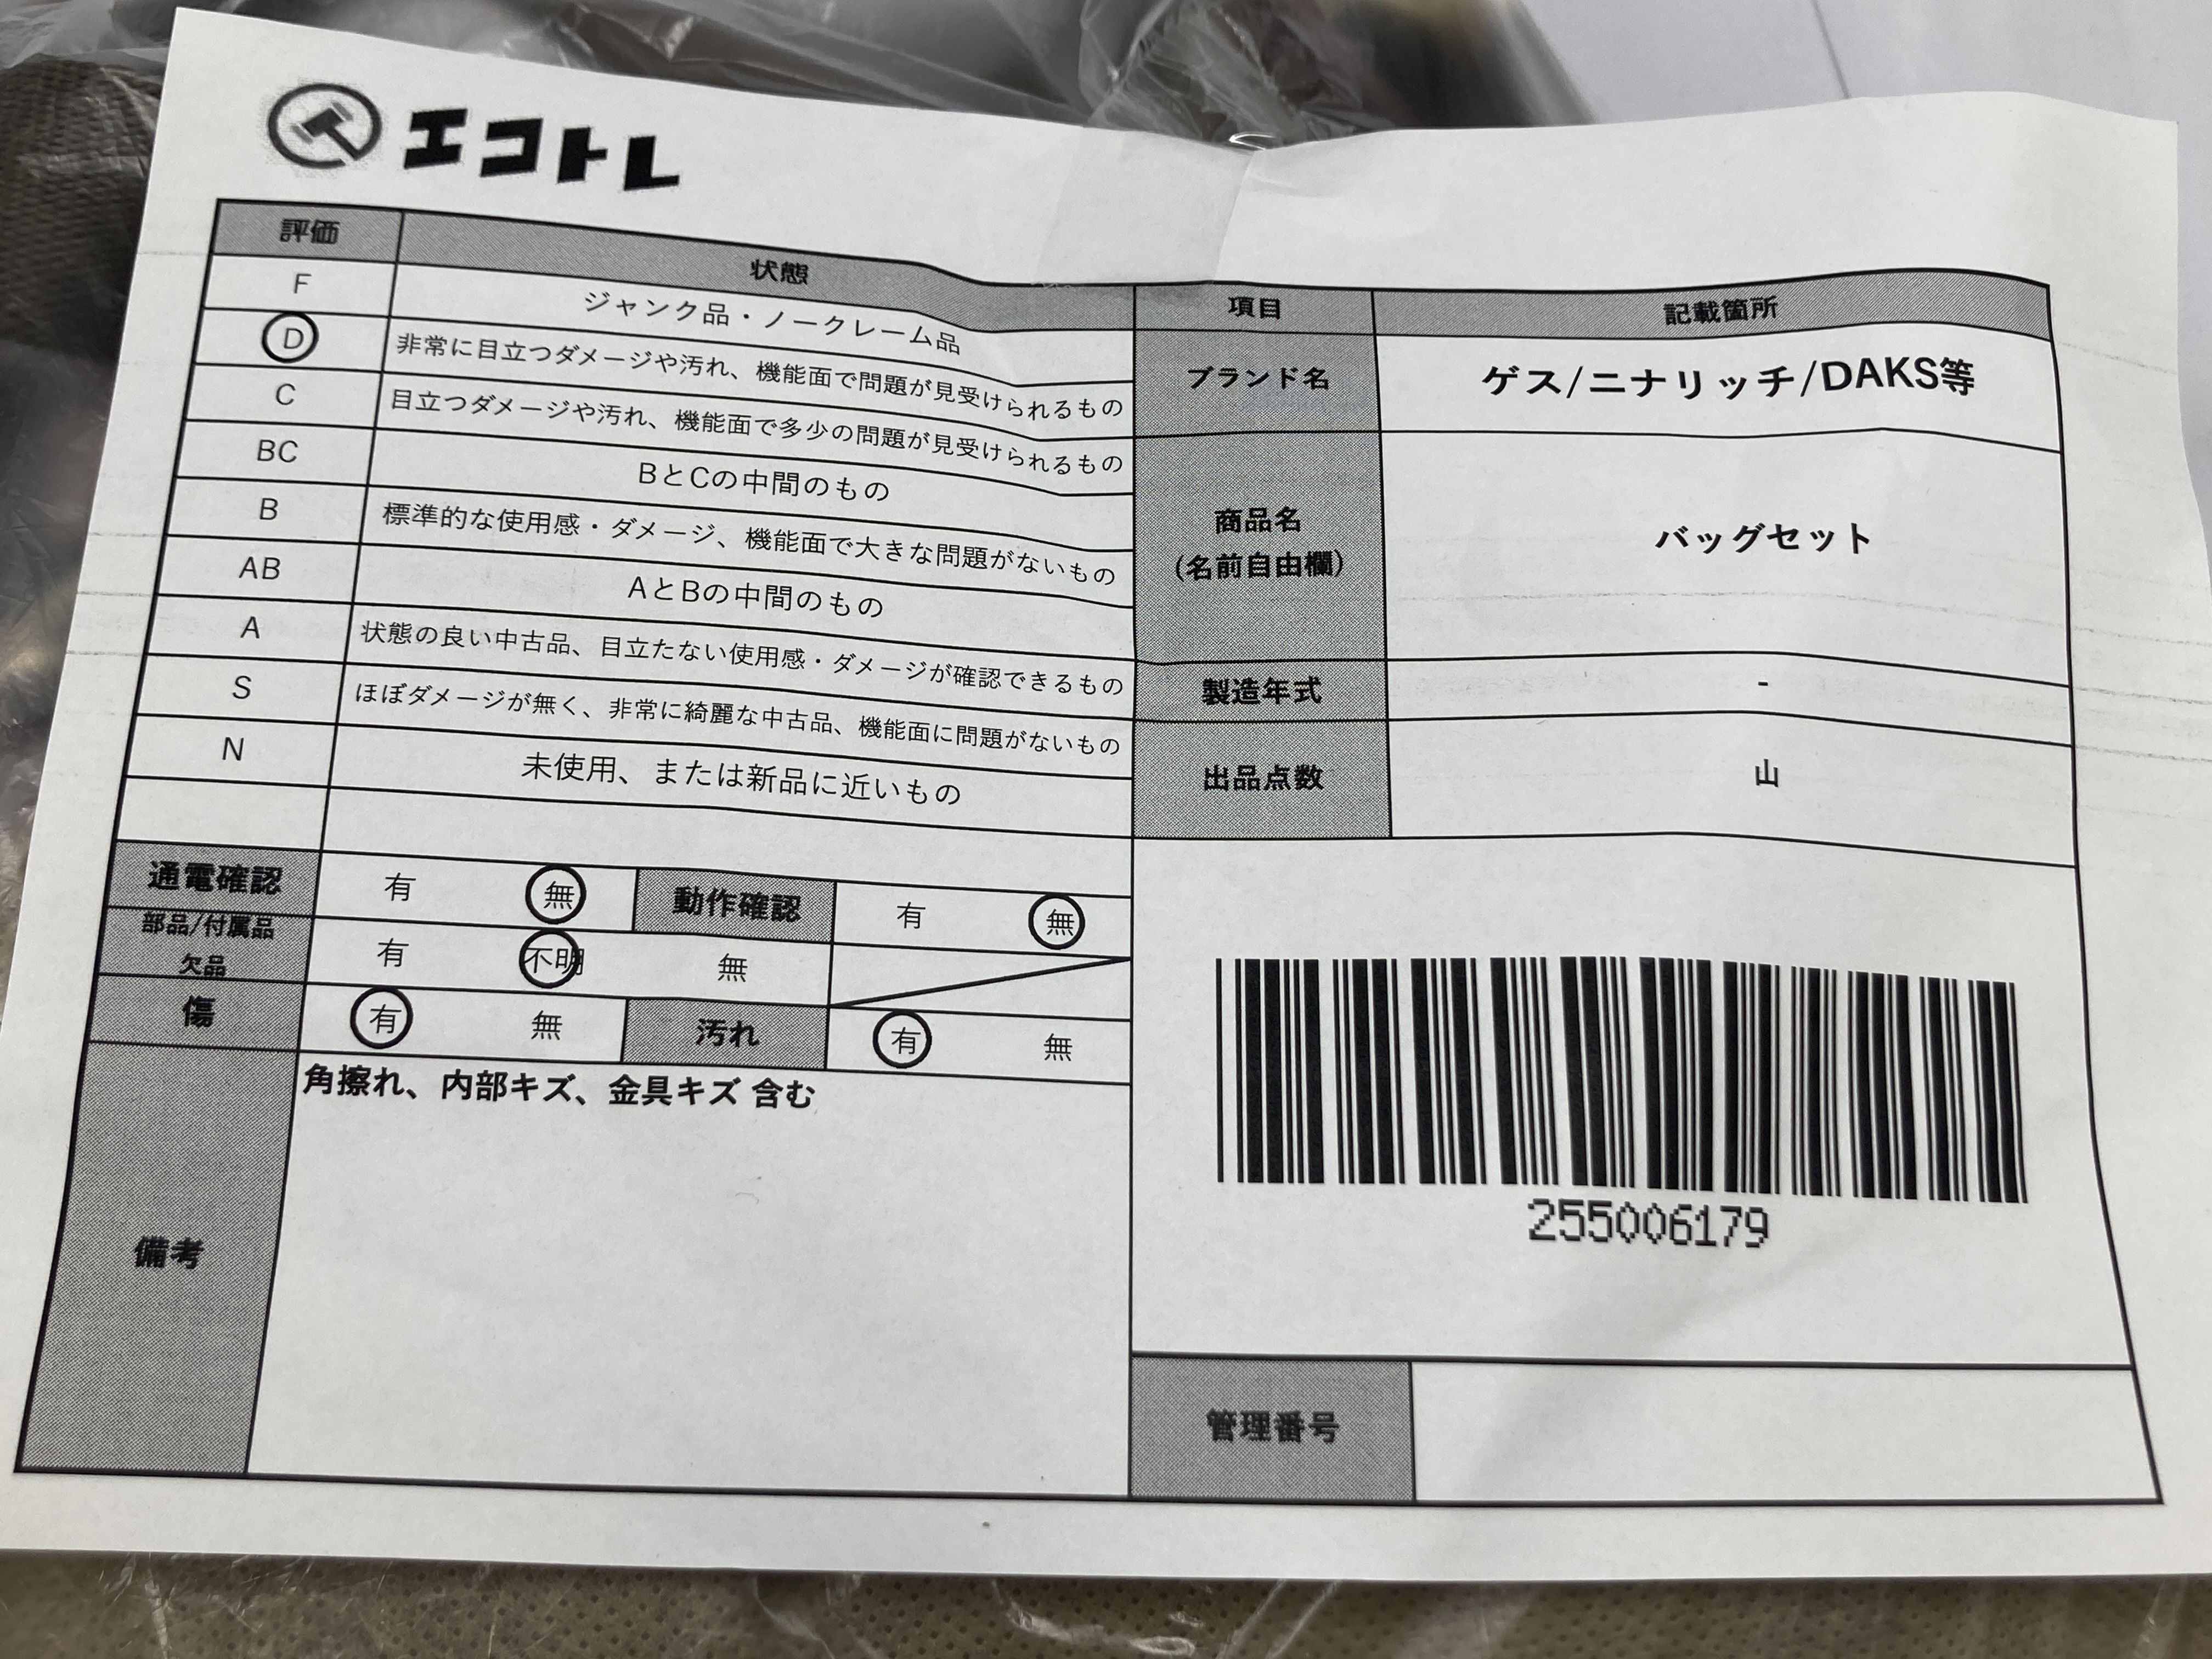 エコトレ
評価 状態
F ジャンク品・ノークレーム品
D 非常に目立つダメージや汚れ、機能面で問題が見受けられるもの
C 目立つダメージや汚れ、機能面で多少の問題が見受けられるもの
BC BとCの中間のもの
B 標準的な使用感・ダメージ、機能面で大きな問題がないもの
AB AとBの中間のもの
A 状態の良い中古品、目立たない使用感・ダメージが確認できるもの
S ほぼダメージが無く、非常に綺麗な中古品、機能面に問題がないもの
N 未使用、または新品に近いもの
通電確認 有 無 動作確認 有 無
部品/付属品
欠品 有 不明 無
傷 有 無 汚れ 有 無
備考 角擦れ、内部キズ、金具キズ 含む
項目 記載箇所
ブランド名 ゲス/ニナリッチ/DAKS等
商品名
(名前自由欄) バッグセット
製造年式 -
出品点数 山
255006179
管理番号